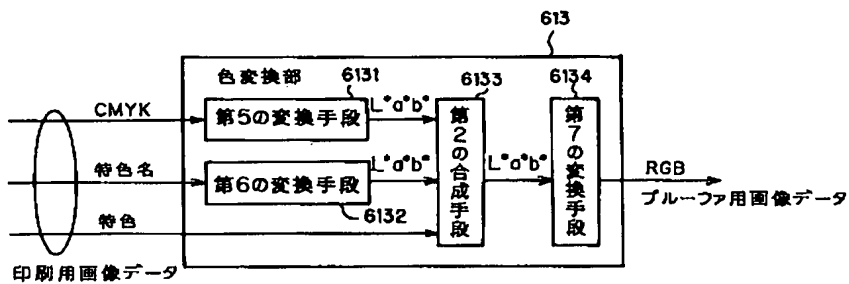 613
色変換部
6131
6133
6134
CMYK
第5の変換手段
L*a*b*
特色名
第6の変換手段
L*a*b*
6132
特色
第2の合成手段
L*a*b*
第7の変換手段
RGB
プルーファ用画像データ
印刷用画像データ